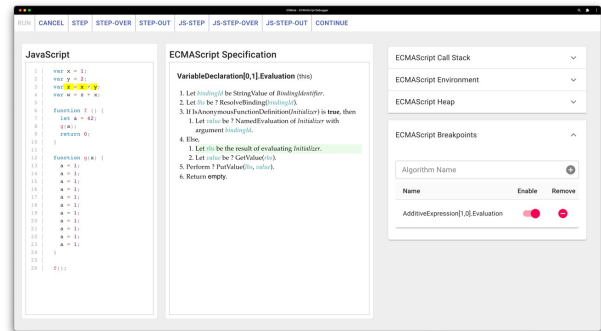 RUN CANCEL STEP STEP-OVER STEP-OUT JS-STEP JS-STEP-OVER JS-STEP-OUT CONTINUE
JavaScript
1 var x = 1;
2 var y = 2;
3 var z = x + y;
4 var w = z + x;
5
6 function f () {
7 let a = 42;
8 g(a);
9 return 0;
10 }
11
12 function g(a) {
13 a = 1;
14 a = 1;
15 a = 1;
16 a = 1;
17 a = 1;
18 a = 1;
19 a = 1;
20 a = 1;
21 a = 1;
22 a = 1;
23 a = 1;
24 }
25
26 f();
ECMAScript Specification
VariableDeclaration[0,1].Evaluation (this)
1. Let bindingId be StringValue of BindingIdentifier.
2. Let lhs be ? ResolveBinding(bindingId).
3. If IsAnonymousFunctionDefinition(Initializer) is true, then
1. Let value be ? NamedEvaluation of Initializer with
argument bindingId.
4. Else,
1. Let rhs be the result of evaluating Initializer.
2. Let value be ? GetValue(rhs).
5. Perform ? PutValue(lhs, value).
6. Return empty.
ECMAScript Call Stack
ECMAScript Environment
ECMAScript Heap
ECMAScript Breakpoints
Algorithm Name
Name Enable Remove
AdditiveExpression[1,0].Evaluation